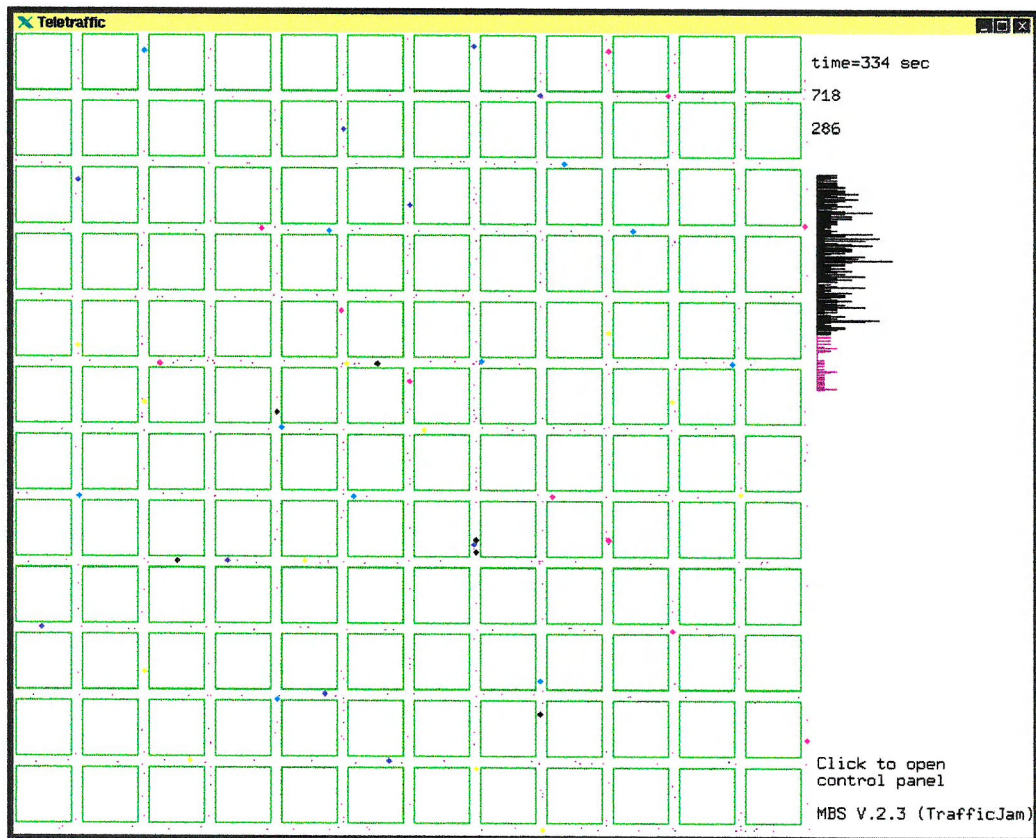 Teletraffic
time=334 sec
718
286
Click to open
control panel
MBS V.2.3 (TrafficJam)